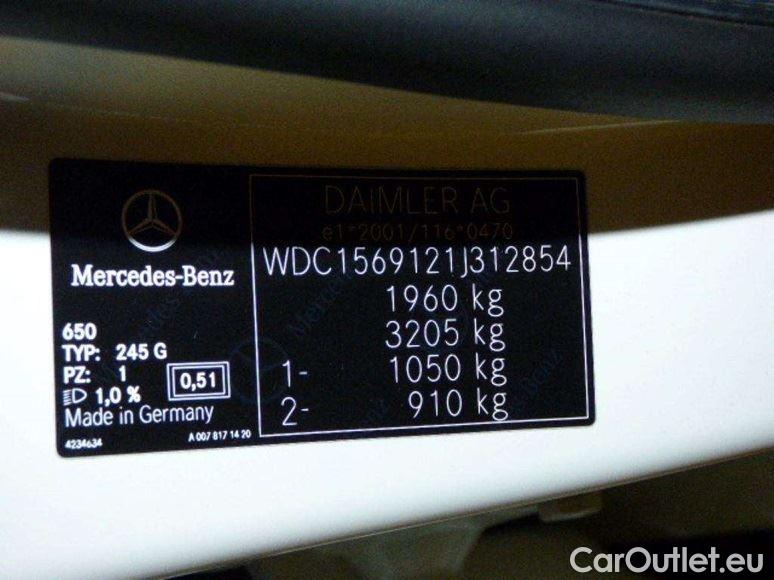 Mercedes-Benz
650
TYP: 245 G
PZ: 1
1,0 %
0,51
Made in Germany
4234634
A 007 817 14 20
DAIMLER AG
e1*2001/116*0470
WDC1569121J312854
1960 kg
3205 kg
1- 1050 kg
2- 910 kg
CarOutlet.eu